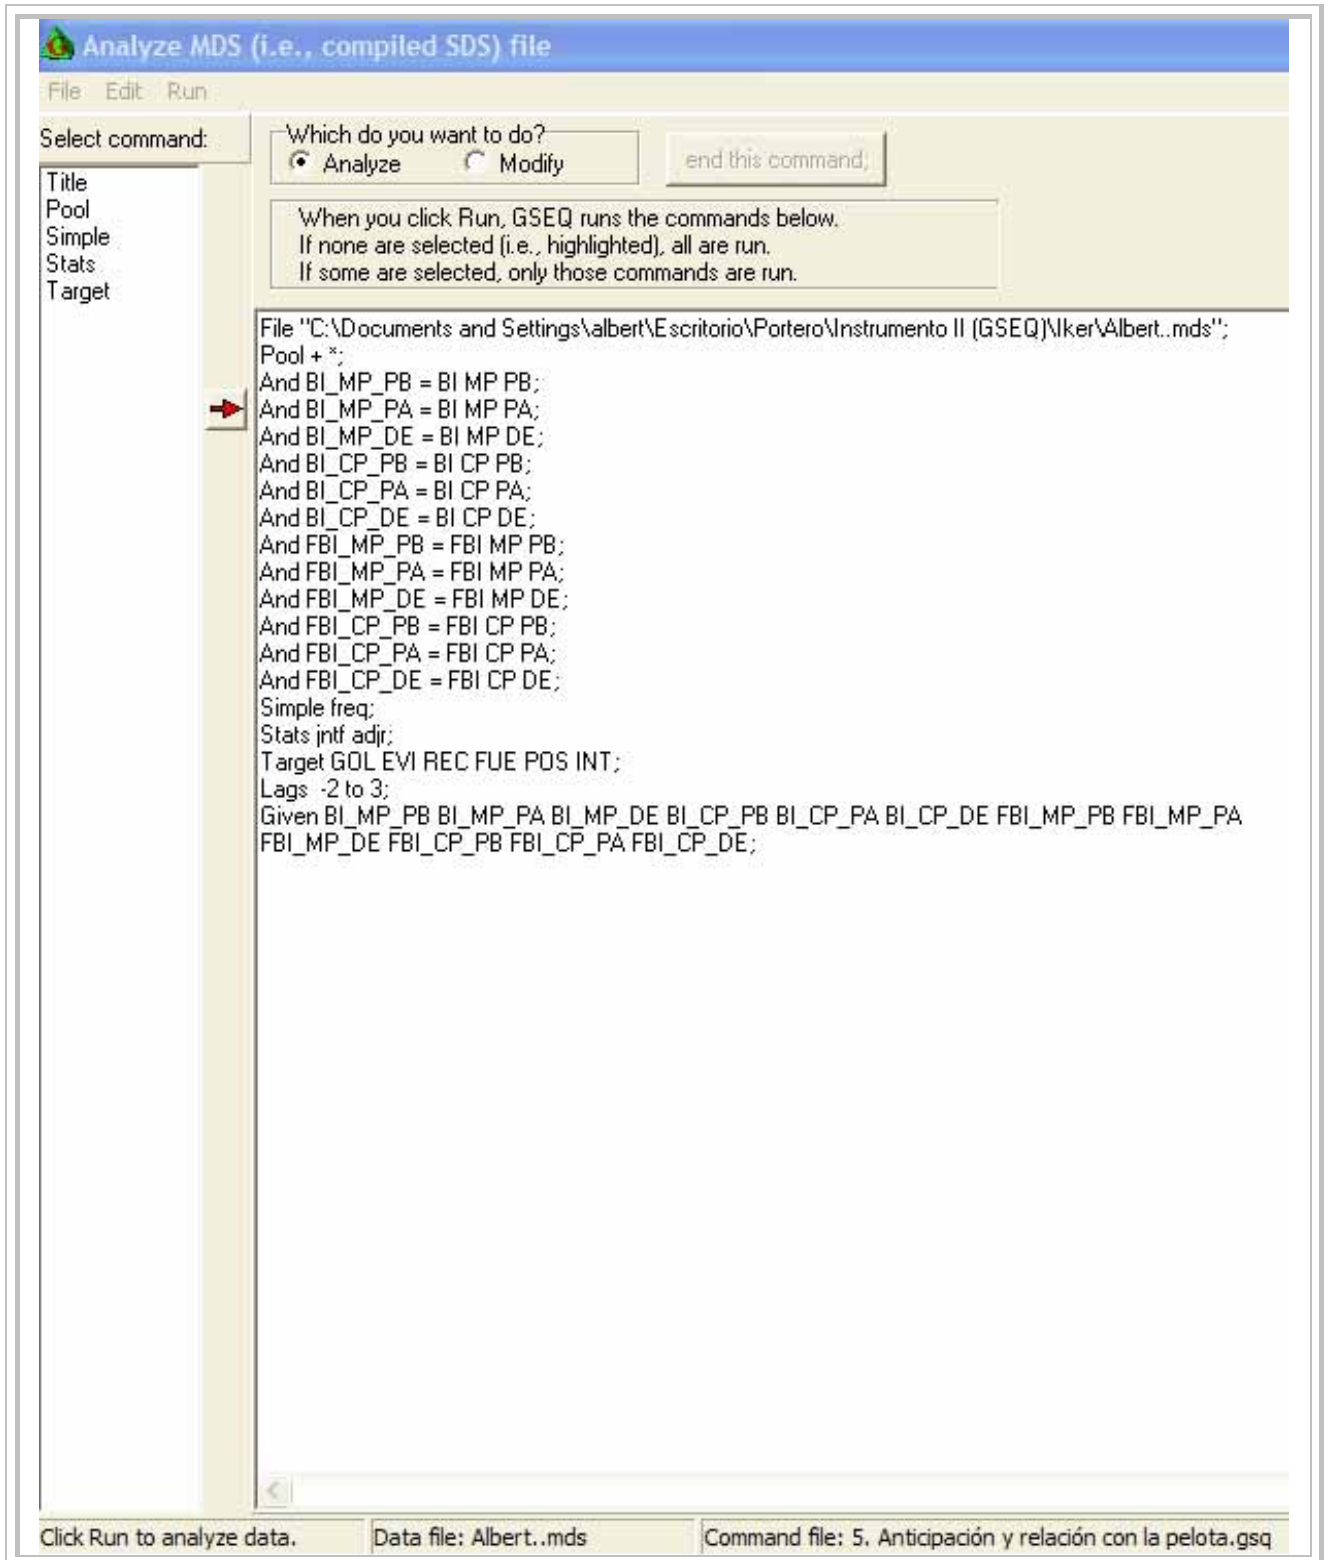 Analyze MDS (i.e., compiled SDS) file
File Edit Run
Select command:
Title
Pool
Simple
Stats
Target
Which do you want to do?
Analyze Modify
end this command;
When you click Run, GSEQ runs the commands below.
If none are selected (i.e., highlighted), all are run.
If some are selected, only those commands are run.
File "C:\Documents and Settings\albert\Escritorio\Portero\Instrumento II (GSEQ)\Iker\Albert..mds";
Pool + *;
And BI_MP_PB = BI MP PB;
And BI_MP_PA = BI MP PA;
And BI_MP_DE = BI MP DE;
And BI_CP_PB = BI CP PB;
And BI_CP_PA = BI CP PA;
And BI_CP_DE = BI CP DE;
And FBI_MP_PB = FBI MP PB;
And FBI_MP_PA = FBI MP PA;
And FBI_MP_DE = FBI MP DE;
And FBI_CP_PB = FBI CP PB;
And FBI_CP_PA = FBI CP PA;
And FBI_CP_DE = FBI CP DE;
Simple freq;
Stats jntf adjr;
Target GOL EVI REC FUE POS INT;
Lags -2 to 3;
Given BI_MP_PB BI_MP_PA BI_MP_DE BI_CP_PB BI_CP_PA BI_CP_DE FBI_MP_PB FBI_MP_PA
FBI_MP_DE FBI_CP_PB FBI_CP_PA FBI_CP_DE;
Click Run to analyze data.
Data file: Albert..mds
Command file: 5. Anticipación y relación con la pelota.gsq